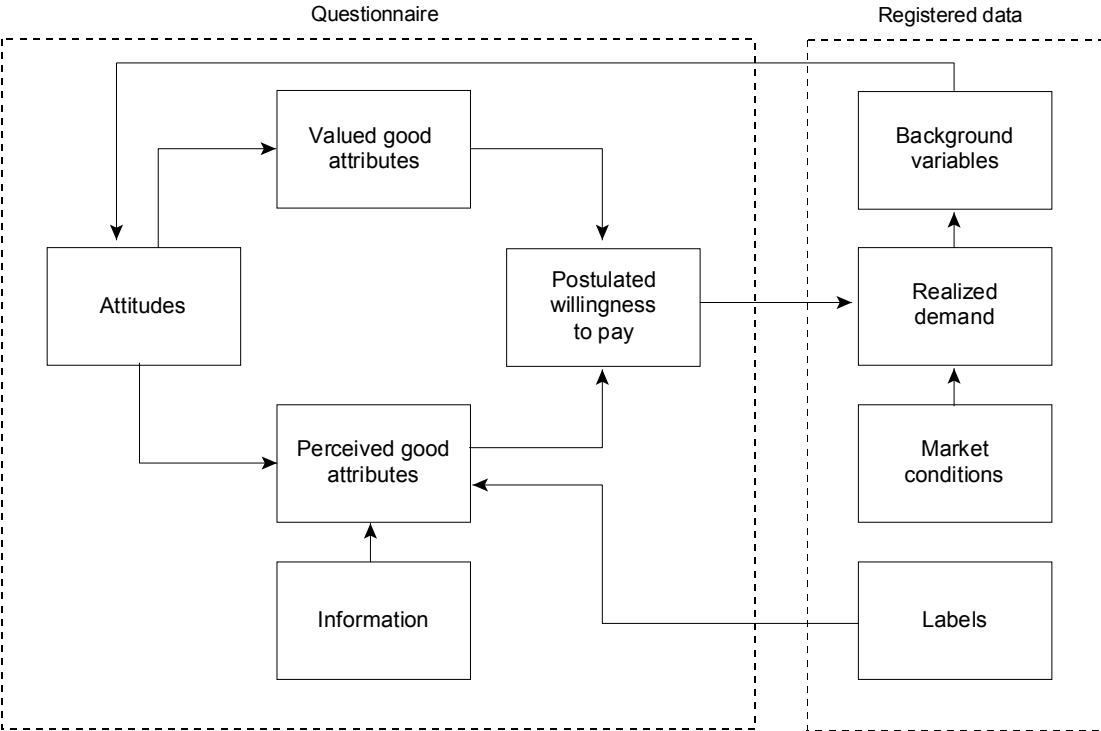 Questionnaire
Registered data
Valued good
attributes
Background
variables
Attitudes
Postulated
willingness
to pay
Realized
demand
Perceived good
attributes
Market
conditions
Information
Labels